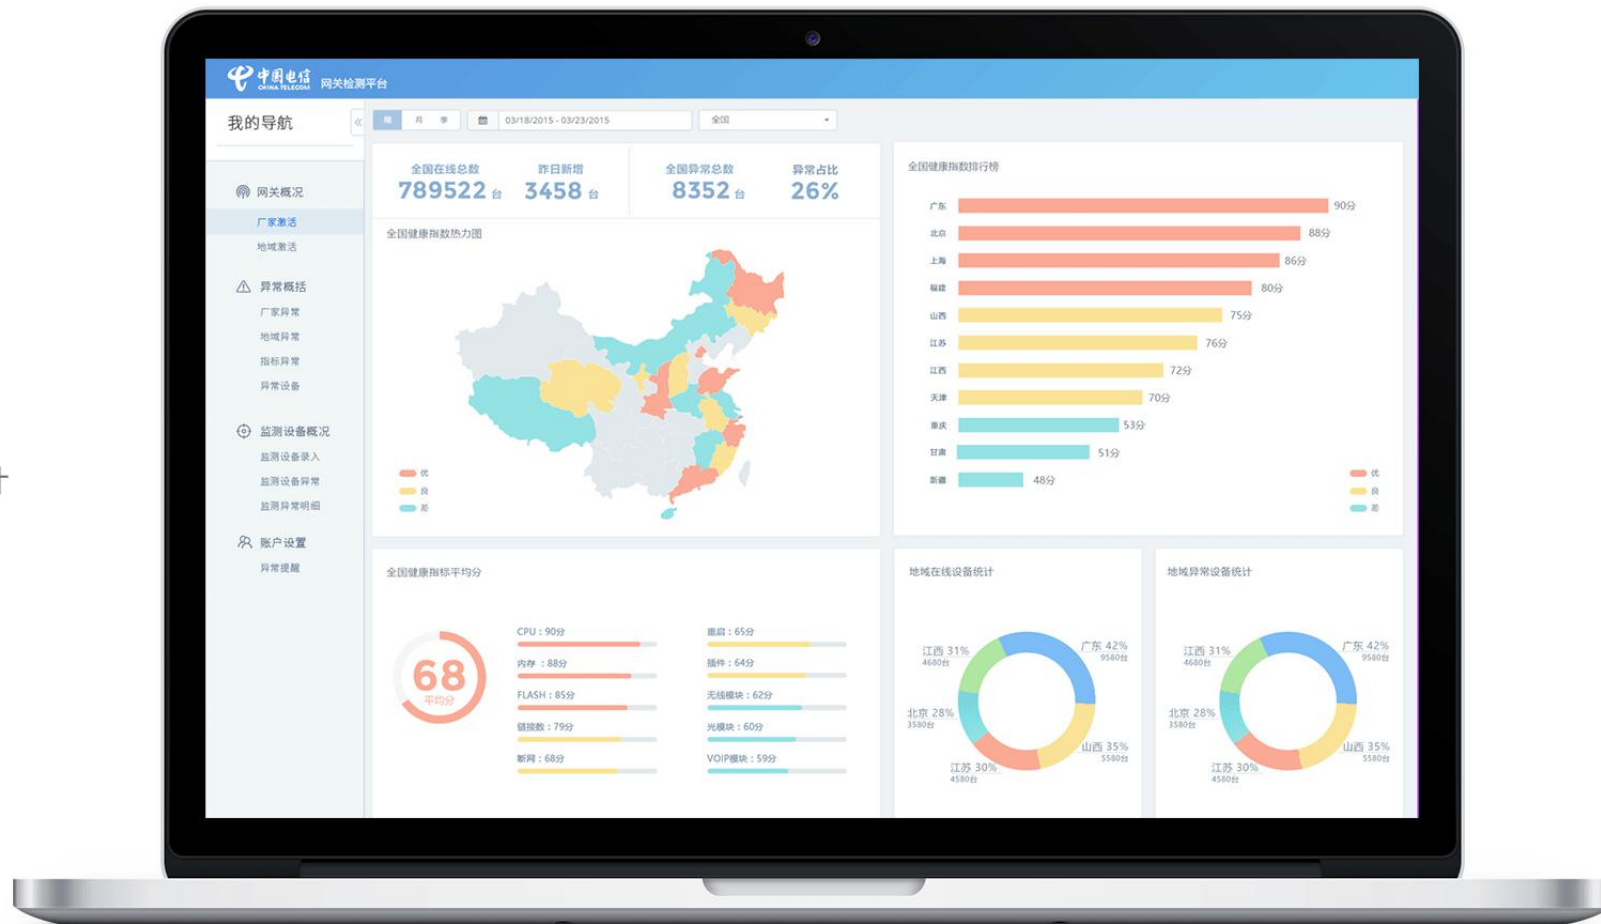 中国电信 CHINA TELECOM 网关检测平台
我的导航
网关概况
厂家激活
地域激活
异常概括
厂家异常
地域异常
指标异常
异常设备
监测设备概况
监测设备录入
监测设备异常
监测异常明细
账户设置
异常提醒
周 月 季 03/18/2015 - 03/23/2015 全国
全国在线总数 昨日新增 全国异常总数 异常占比
789522 台 3458 台 8352 台 26%
全国健康指数热力图
优
良
差
全国健康指数排行榜
广东 90分
北京 88分
上海 86分
福建 80分
山西 75分
江苏 76分
江西 72分
天津 70分
重庆 53分
甘肃 51分
新疆 48分
优
良
差
全国健康指标平均分
68
平均分
CPU：90分
内存 ：88分
FLASH：85分
链接数：79分
断网：68分
重启：65分
插件：64分
无线模块：62分
光模块：60分
VOIP模块：59分
地域在线设备统计
江西 31%
4680台
广东 42%
9580台
北京 28%
3580台
山西 35%
5580台
江苏 30%
4580台
地域异常设备统计
江西 31%
4680台
广东 42%
9580台
北京 28%
3580台
山西 35%
5580台
江苏 30%
4580台